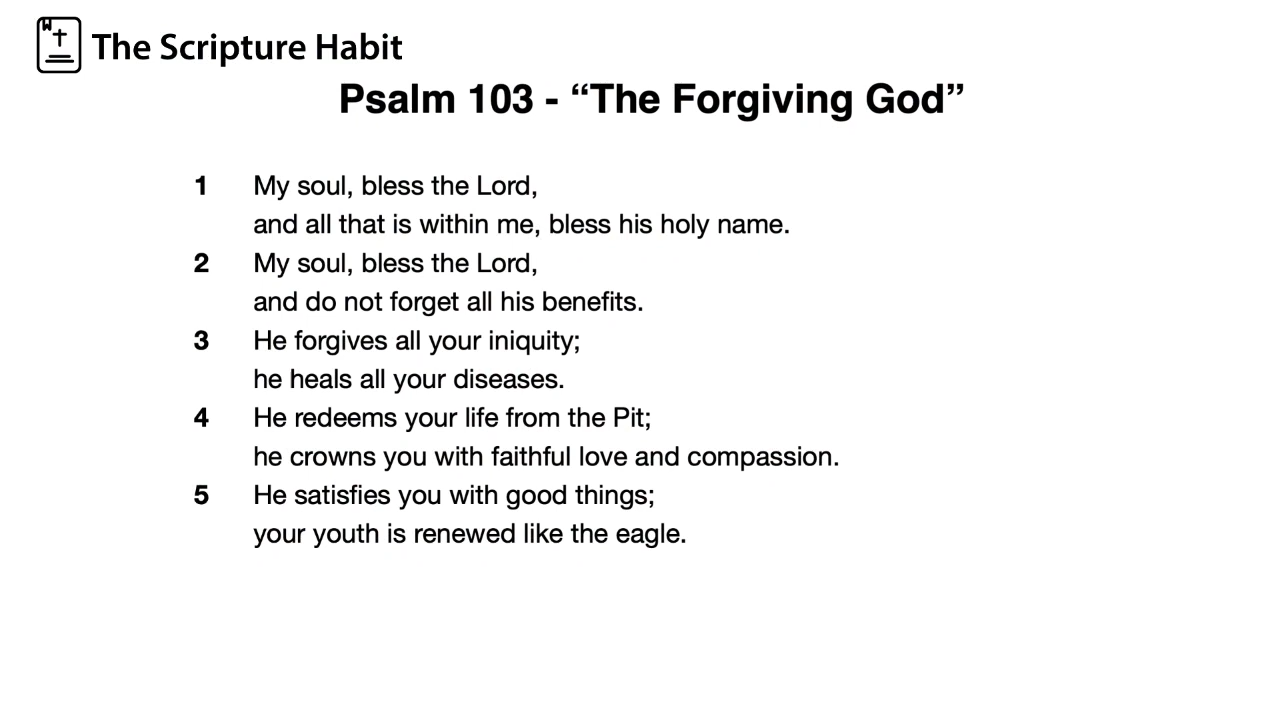 The Scripture Habit
Psalm 103 - “The Forgiving God”
1 My soul, bless the Lord,
and all that is within me, bless his holy name.
2 My soul, bless the Lord,
and do not forget all his benefits.
3 He forgives all your iniquity;
he heals all your diseases.
4 He redeems your life from the Pit;
he crowns you with faithful love and compassion.
5 He satisfies you with good things;
your youth is renewed like the eagle.